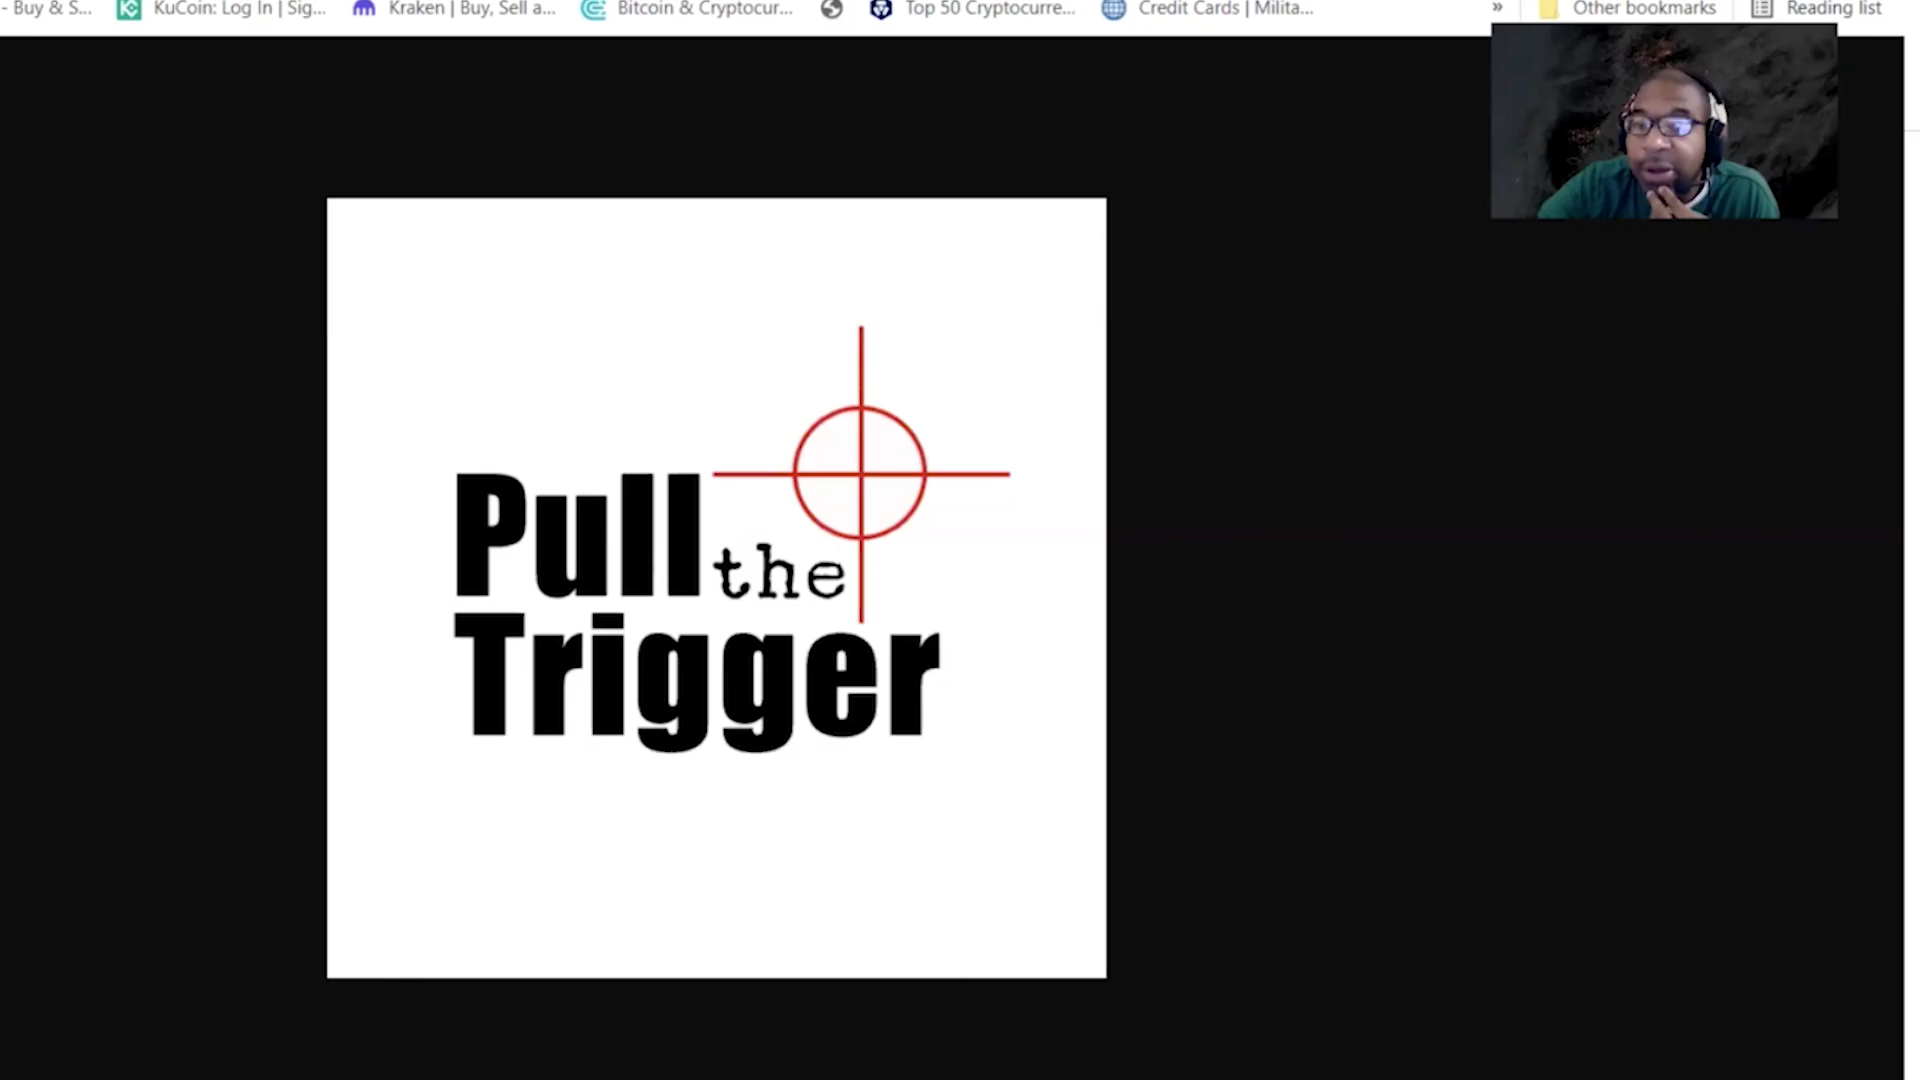 - Buy & S... KuCoin: Log In | Sig... Kraken | Buy, Sell a... Bitcoin & Cryptocur... Top 50 Cryptocurre... Credit Cards | Milita... » Other bookmarks Reading list
Pull the
Trigger